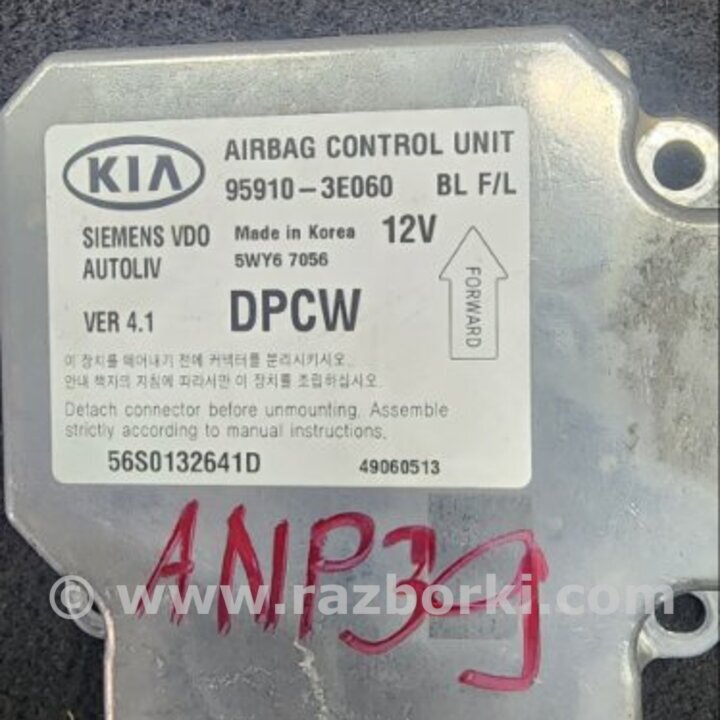 KIA
AIRBAG CONTROL UNIT
95910-3E060 BL F/L
SIEMENS VDO Made in Korea 12V
AUTOLIV 5WY6 7056
FORWARD
VER 4.1 DPCW
이 장치를 떼어내기 전에 커넥터를 분리시키시오.
안내 책자의 지침에 따라서만 이 장치를 조립하십시오.
Detach connector before unmounting. Assemble
strictly according to manual instructions.
56S0132641D 49060513
ANP39
© www.razborki.com